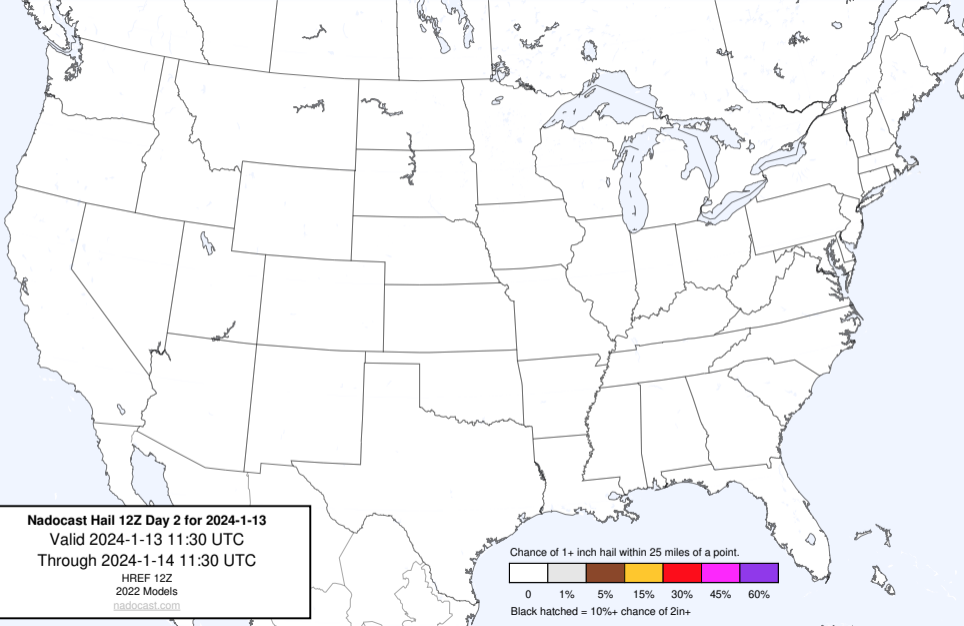 Nadocast Hail 12Z Day 2 for 2024-1-13
Valid 2024-1-13 11:30 UTC
Through 2024-1-14 11:30 UTC
HREF 12Z
2022 Models
nadocast.com
Chance of 1+ inch hail within 25 miles of a point.
0 1% 5% 15% 30% 45% 60%
Black hatched = 10%+ chance of 2in+